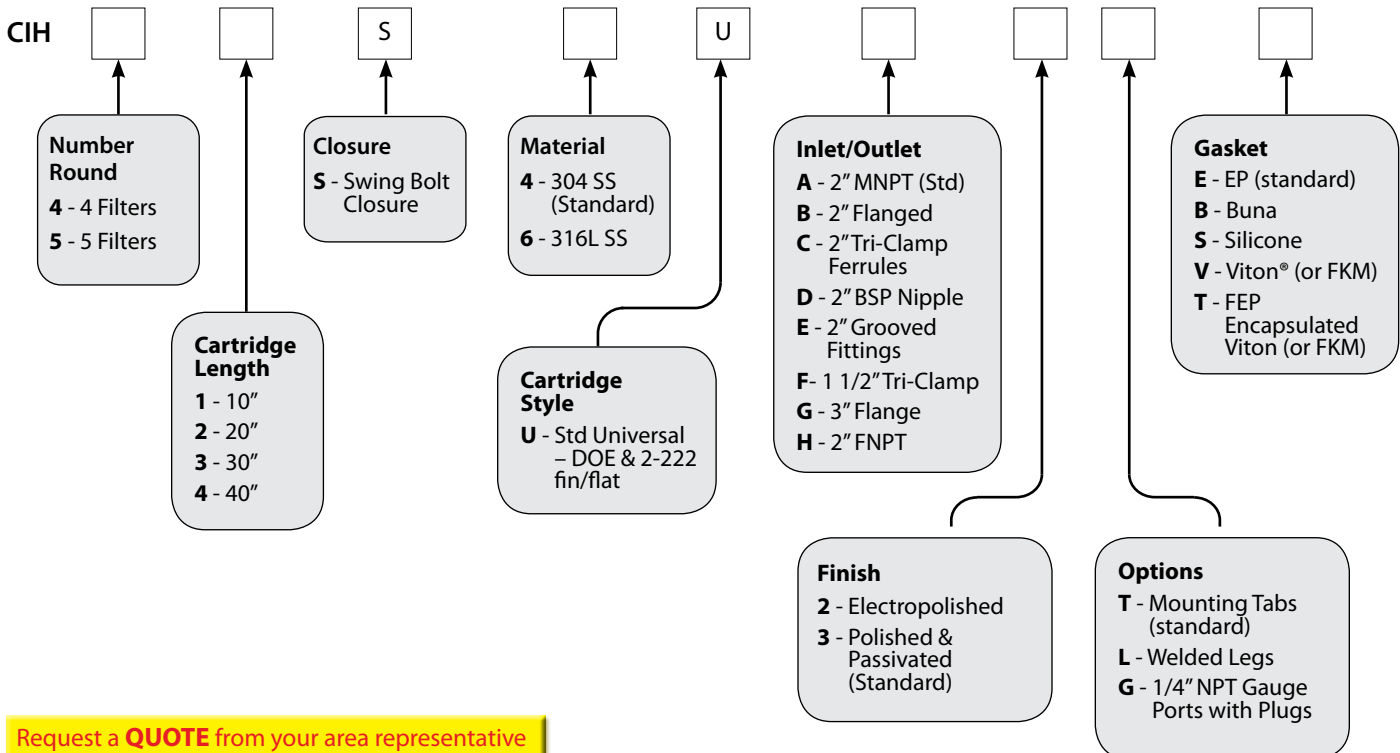 CIH S U
Number
Round
4 - 4 Filters
5 - 5 Filters
Cartridge
Length
1 - 10”
2 - 20”
3 - 30”
4 - 40”
Closure
S - Swing Bolt
Closure
Material
4 - 304 SS
(Standard)
6 - 316L SS
Cartridge
Style
U - Std Universal
– DOE & 2-222
fin/flat
Inlet/Outlet
A - 2” MNPT (Std)
B - 2” Flanged
C - 2” Tri-Clamp
Ferrules
D - 2” BSP Nipple
E - 2” Grooved
Fittings
F- 1 1/2” Tri-Clamp
G - 3” Flange
H - 2” FNPT
Finish
2 - Electropolished
3 - Polished &
Passivated
(Standard)
Options
T - Mounting Tabs
(standard)
L - Welded Legs
G - 1/4” NPT Gauge
Ports with Plugs
Gasket
E - EP (standard)
B - Buna
S - Silicone
V - Viton® (or FKM)
T - FEP
Encapsulated
Viton (or FKM)
Request a QUOTE from your area representative